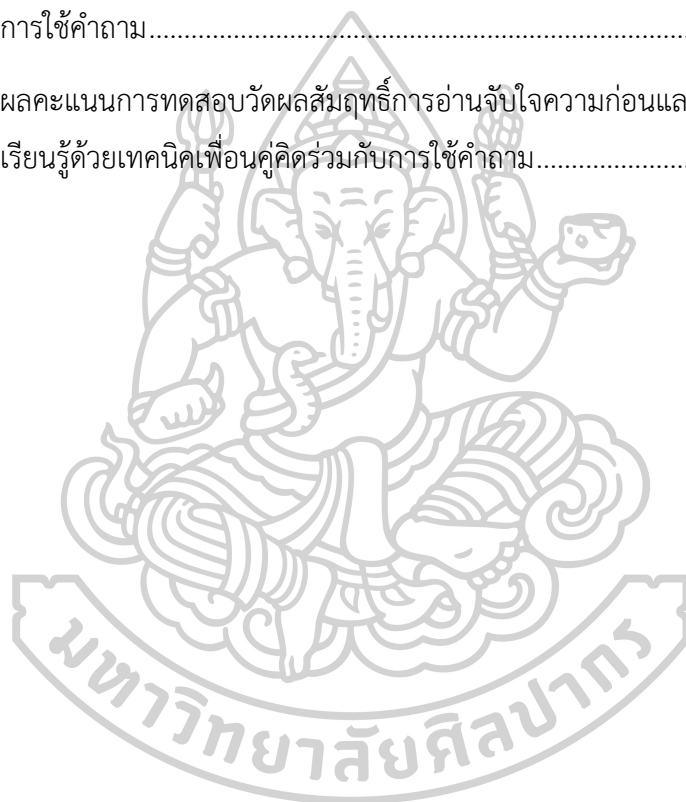 การใช้คำถาม................................................................................
ผลคะแนนการทดสอบวัดผลสัมฤทธิ์การอ่านจับใจความก่อนแล
เรียนรู้ด้วยเทคนิคเพื่อนคู่คิดร่วมกับการใช้คำถาม.....................
มหาวิทยาลัยศิลปากร